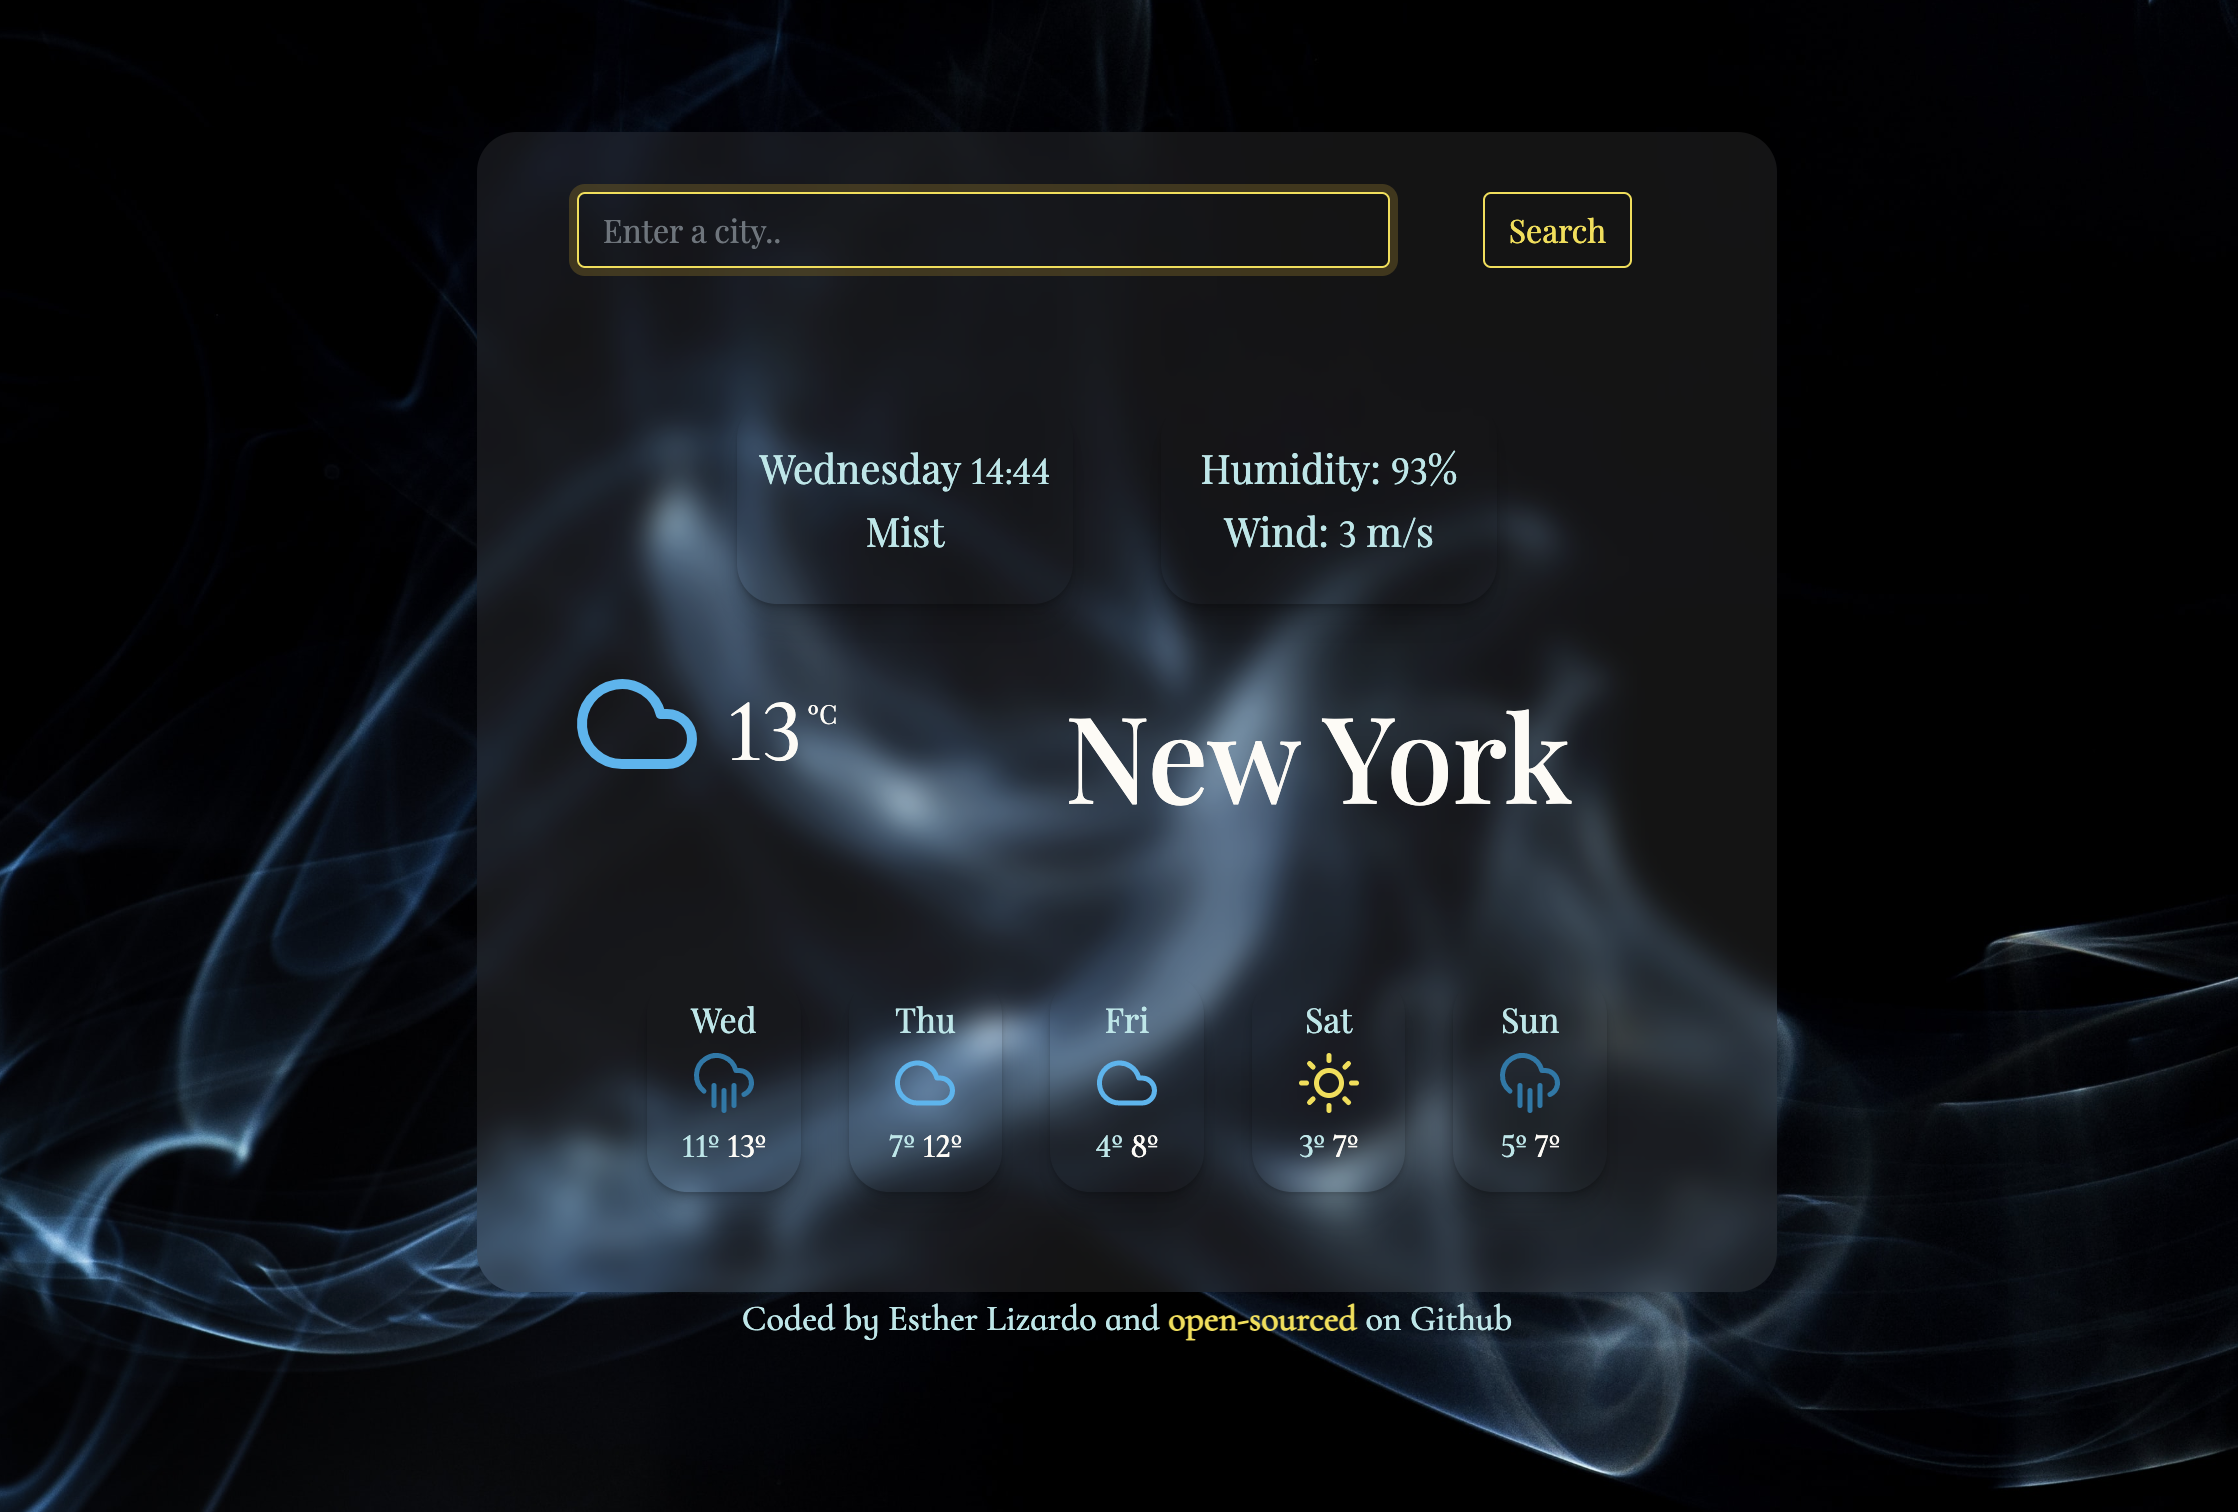 Enter a city..
Search
Wednesday 14:44
Mist
Humidity: 93%
Wind: 3 m/s
13 ºC
New York
Wed
Thu
Fri
Sat
Sun
11º 13º
7º 12º
4º 8º
3º 7º
5º 7º
Coded by Esther Lizardo and open-sourced on Github